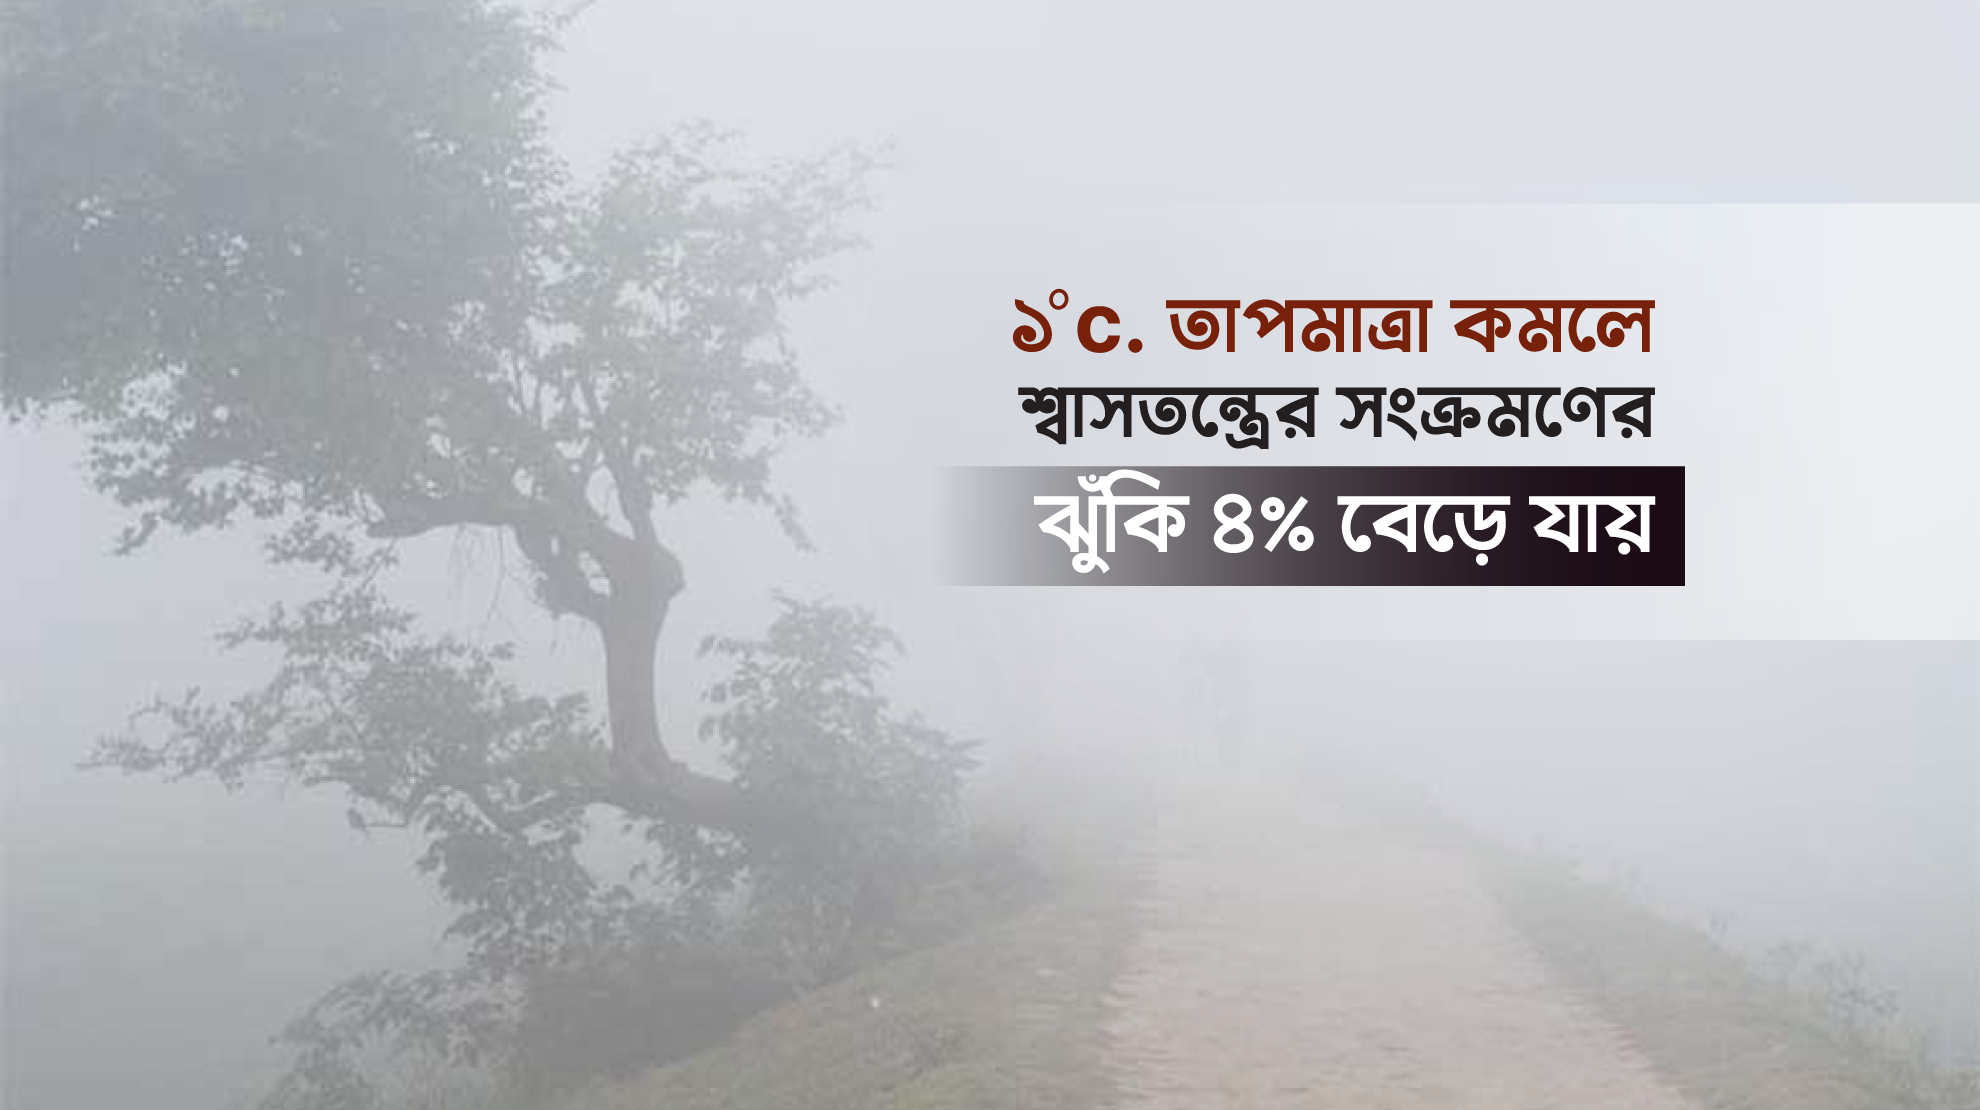 ১°c. তাপমাত্রা কমলে
শ্বাসতন্ত্রের সংক্রমণের
ঝুঁকি ৪% বেড়ে যায়